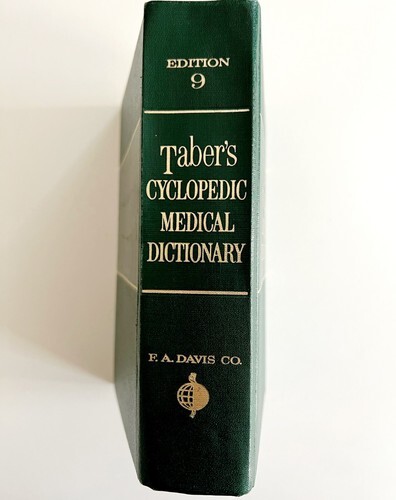 EDITION
9
Taber's
CYCLOPEDIC
MEDICAL
DICTIONARY
F. A. DAVIS CO.